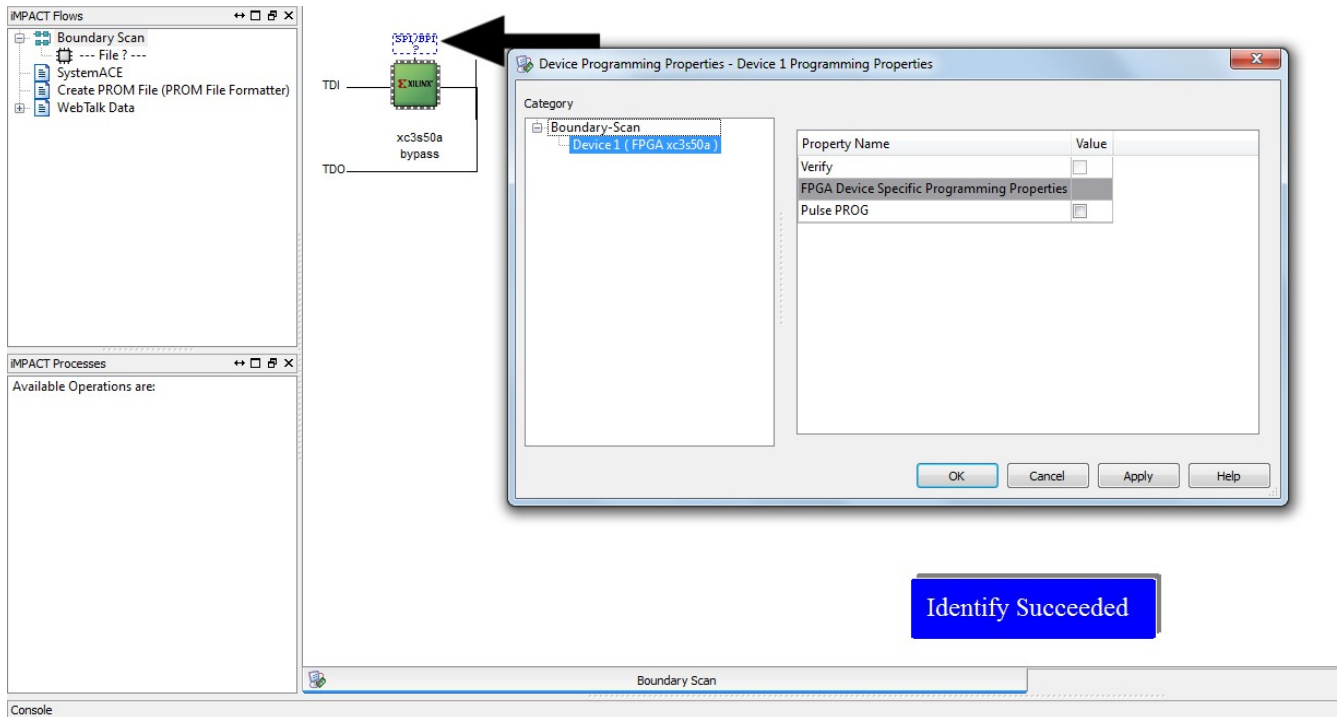 iMPACT Flows
Boundary Scan
--- File ? ---
SystemACE
Create PROM File (PROM File Formatter)
WebTalk Data
iMPACT Processes
Available Operations are:
SPI/BPI
?
TDI
XILINX
xc3s50a
bypass
TDO
Device Programming Properties - Device 1 Programming Properties
Category
Boundary-Scan
Device 1 ( FPGA xc3s50a )
Property Name Value
Verify
FPGA Device Specific Programming Properties
Pulse PROG
OK Cancel Apply Help
Identify Succeeded
Boundary Scan
Console